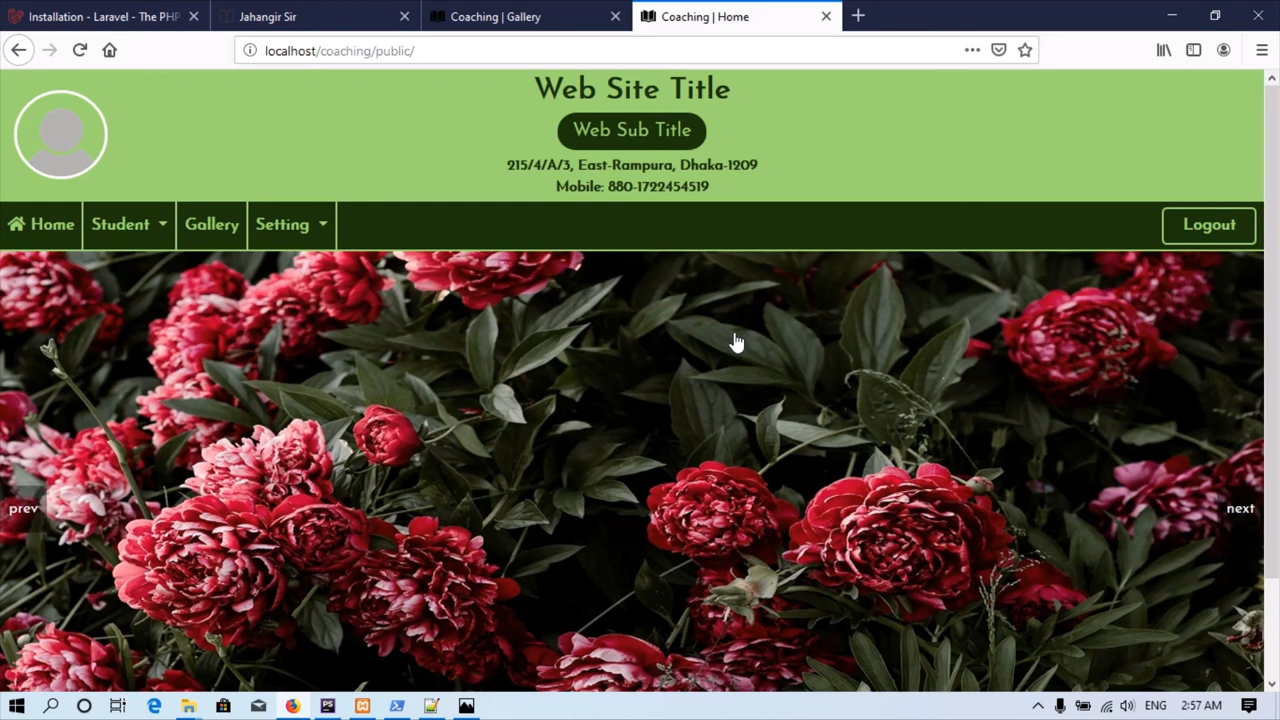 Installation - Laravel - The PHP
Jahangir Sir
Coaching | Gallery
Coaching | Home
localhost/coaching/public/
Web Site Title
Web Sub Title
215/4/A/3, East-Rampura, Dhaka-1209
Mobile: 880-1722454519
Home
Student
Gallery
Setting
Logout
prev
next
PS
ENG
2:57 AM